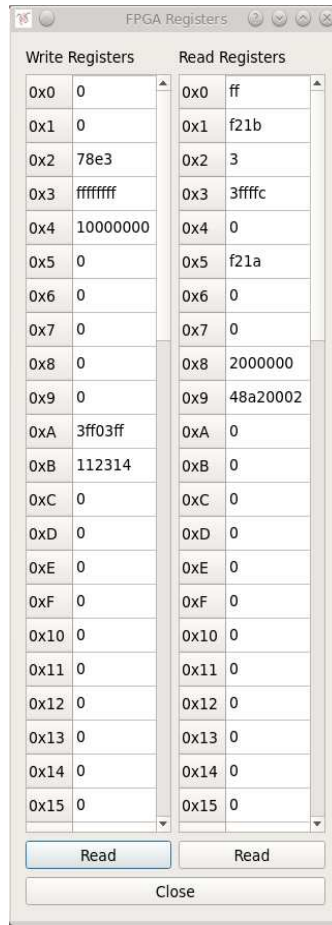 FPGA Registers
Write Registers Read Registers
0x0 0 0x0 ff
0x1 0 0x1 f21b
0x2 78e3 0x2 3
0x3 ffffffff 0x3 3ffffc
0x4 10000000 0x4 0
0x5 0 0x5 f21a
0x6 0 0x6 0
0x7 0 0x7 0
0x8 0 0x8 2000000
0x9 0 0x9 48a20002
0xA 3ff03ff 0xA 0
0xB 112314 0xB 0
0xC 0 0xC 0
0xD 0 0xD 0
0xE 0 0xE 0
0xF 0 0xF 0
0x10 0 0x10 0
0x11 0 0x11 0
0x12 0 0x12 0
0x13 0 0x13 0
0x14 0 0x14 0
0x15 0 0x15 0
Read Read
Close